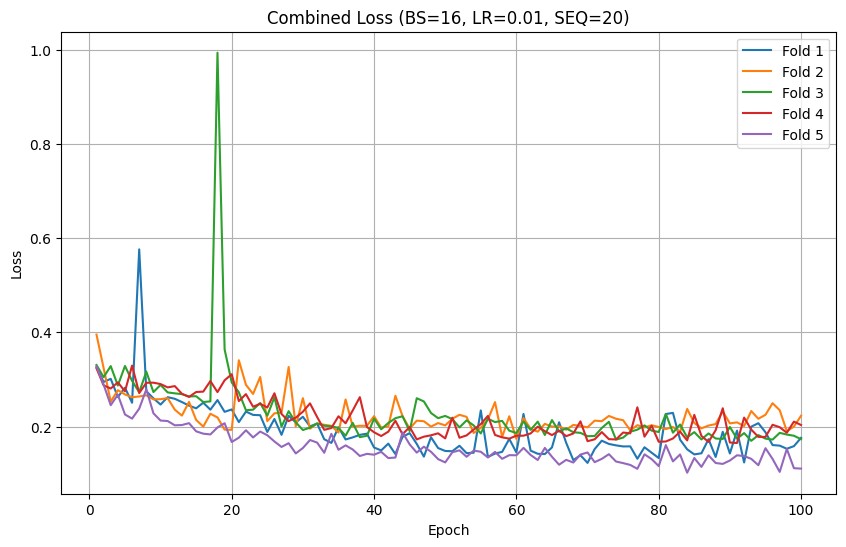 Combined Loss (BS=16, LR=0.01, SEQ=20)
Fold 1
Fold 2
Fold 3
Fold 4
Fold 5
Loss
1.0
0.8
0.6
0.4
0.2
0 20 40 60 80 100
Epoch